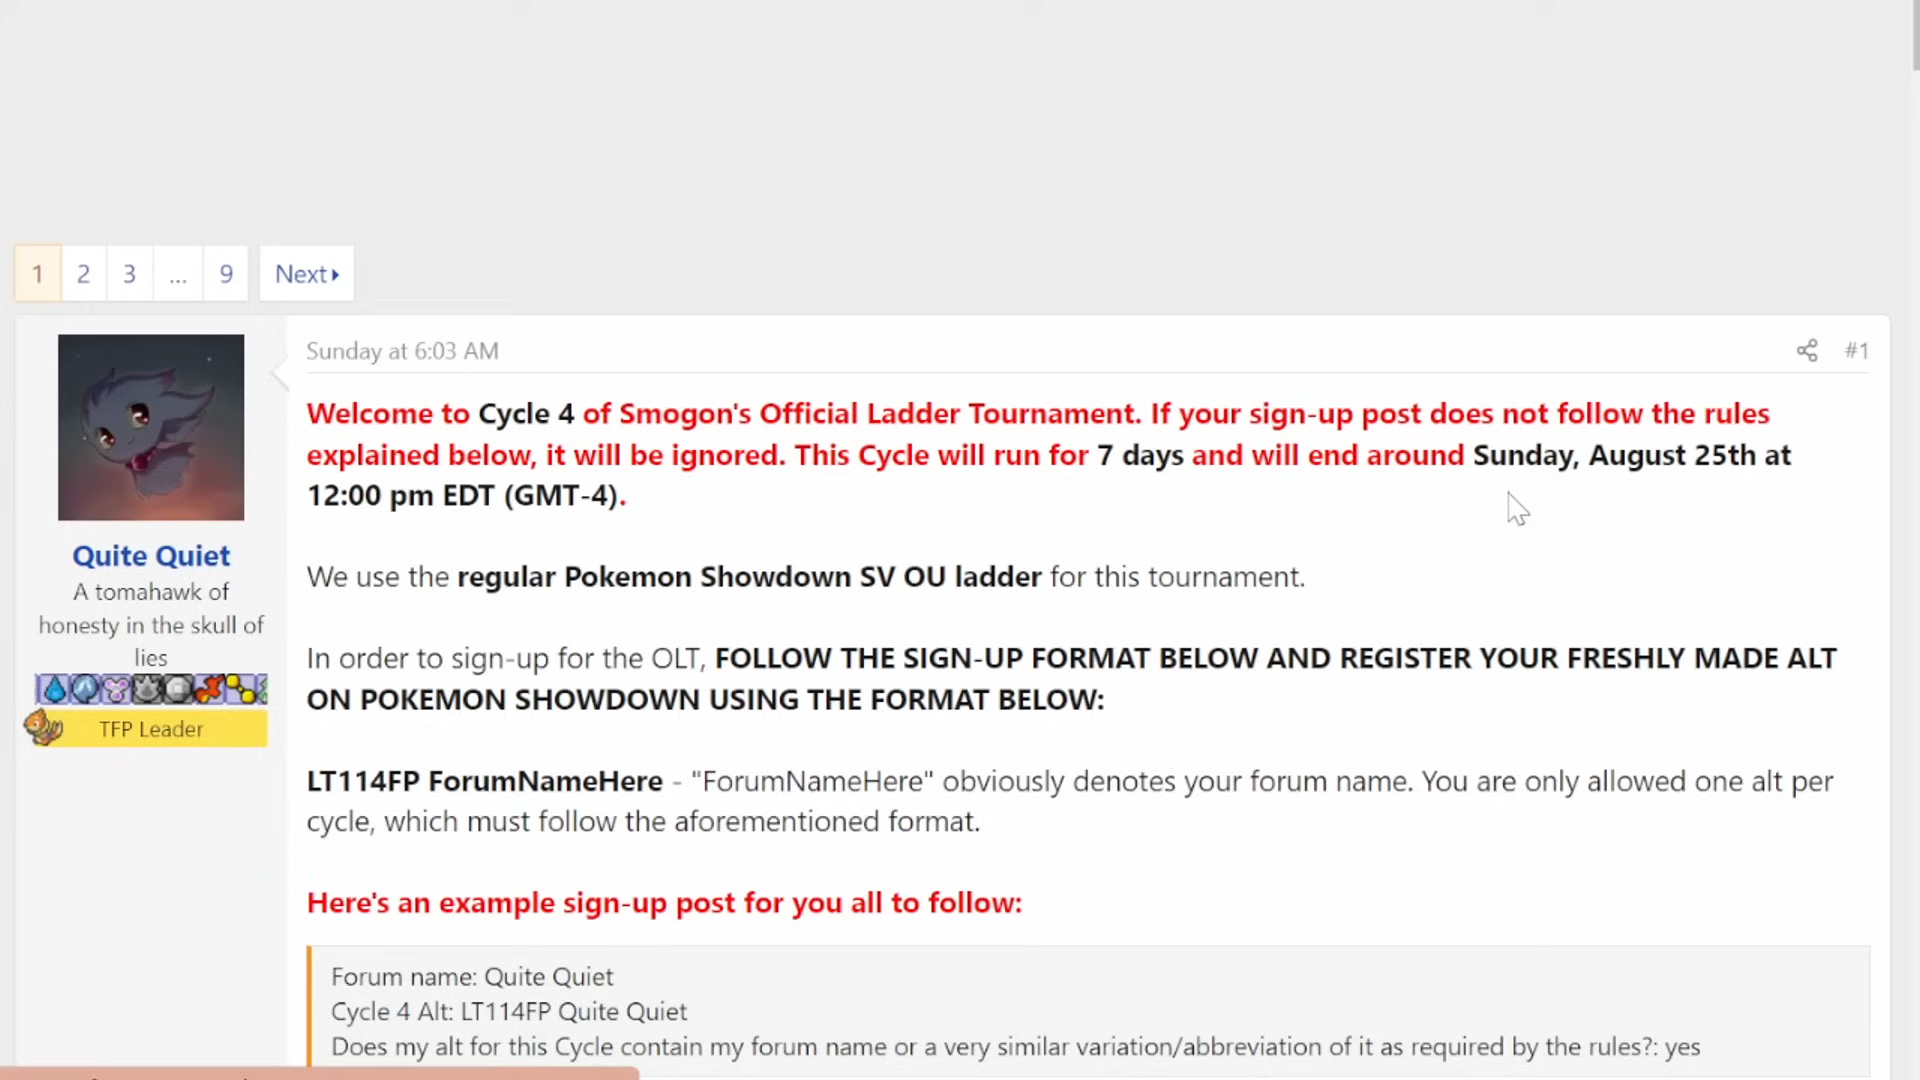 1 2 3 ... 9 Next
Sunday at 6:03 AM
#1
Welcome to Cycle 4 of Smogon's Official Ladder Tournament. If your sign-up post does not follow the rules
explained below, it will be ignored. This Cycle will run for 7 days and will end around Sunday, August 25th at
12:00 pm EDT (GMT-4).
Quite Quiet
A tomahawk of
honesty in the skull of
lies
TFP Leader
We use the regular Pokemon Showdown SV OU ladder for this tournament.
In order to sign-up for the OLT, FOLLOW THE SIGN-UP FORMAT BELOW AND REGISTER YOUR FRESHLY MADE ALT
ON POKEMON SHOWDOWN USING THE FORMAT BELOW:
LT114FP ForumNameHere - "ForumNameHere" obviously denotes your forum name. You are only allowed one alt per
cycle, which must follow the aforementioned format.
Here's an example sign-up post for you all to follow:
Forum name: Quite Quiet
Cycle 4 Alt: LT114FP Quite Quiet
Does my alt for this Cycle contain my forum name or a very similar variation/abbreviation of it as required by the rules?: yes